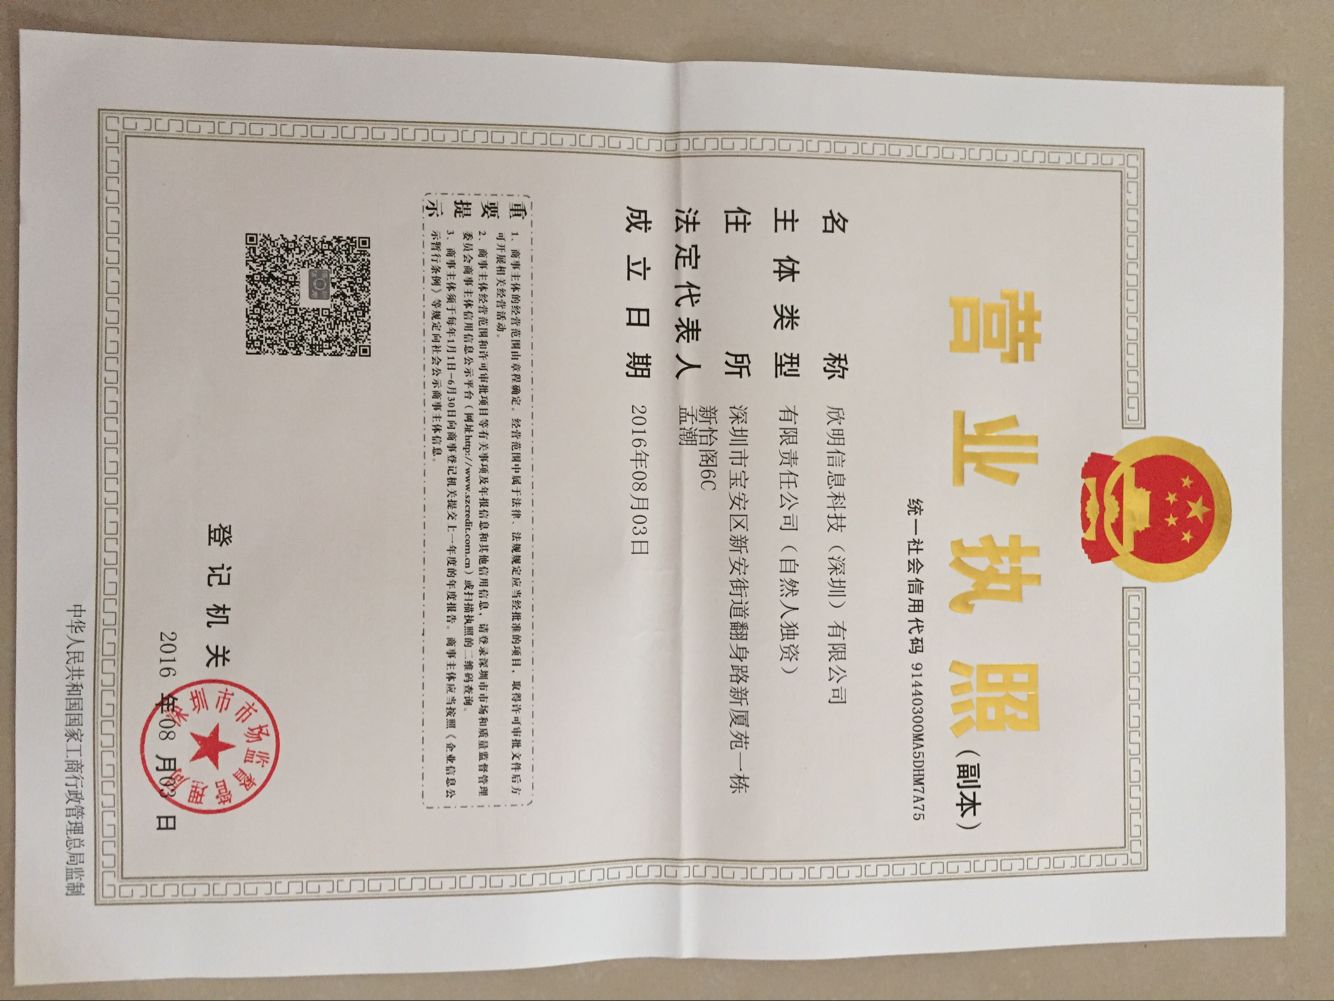 营业执照
（副本）
统一社会信用代码 91440300MA5DHM7A75
名称 欣明信息科技（深圳）有限公司
主体类型 有限责任公司（自然人独资）
住所 深圳市宝安区新安街道翻身路新厦苑一栋
新怡阁6C
法定代表人 孟潮
成立日期 2016年08月03日
重要提示
1、商事主体的经营范围由章程确定。经营范围中属于法律、法规规定应当经批准的项目，取得许可审批文件后方
可开展相关经营活动。
2、商事主体经营范围和许可审批项目等有关事项及年报信息和其他信用信息，请登录深圳市市场和质量监督管理
委员会商事主体信用信息公示平台（网址http://www.szcredit.com.cn）或扫描执照的二维码查询。
3、商事主体须于每年1月1日-6月30日向商事登记机关提交上一年度的年度报告。商事主体应当按照《企业信息公
示暂行条例》等规定向社会公示商事主体信息。
登记机关
深圳市市场监督管理局
2016年08月03日
中华人民共和国国家工商行政管理总局监制